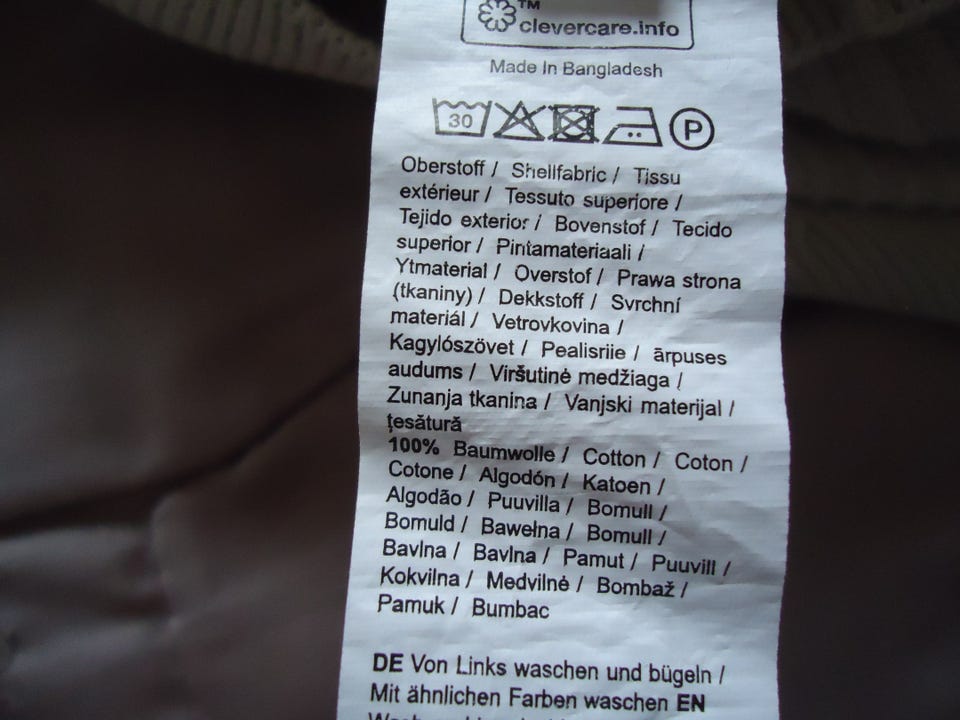 TM
clevercare.info
Made In Bangladesh
30 P
Oberstoff / Shellfabric / Tissu
extérieur / Tessuto superiore /
Tejido exterior / Bovenstof / Tecido
superior / Pintamateriaali /
Ytmaterial / Overstof / Prawa strona
(tkaniny) / Dekkstoff / Svrchní
materiál / Vetrovkovina /
Kagylószövet / Pealisriie / ārpuses
audums / Viršutinė medžiaga /
Zunanja tkanina / Vanjski materijal /
țesătură
100% Baumwolle / Cotton / Coton /
Cotone / Algodón / Katoen /
Algodão / Puuvilla / Bomull /
Bomuld / Bawełna / Bomull /
Bavlna / Bavlna / Pamut / Puuvill /
Kokvilna / Medvilnė / Bombaž /
Pamuk / Bumbac
DE Von Links waschen und bügeln /
Mit ähnlichen Farben waschen EN